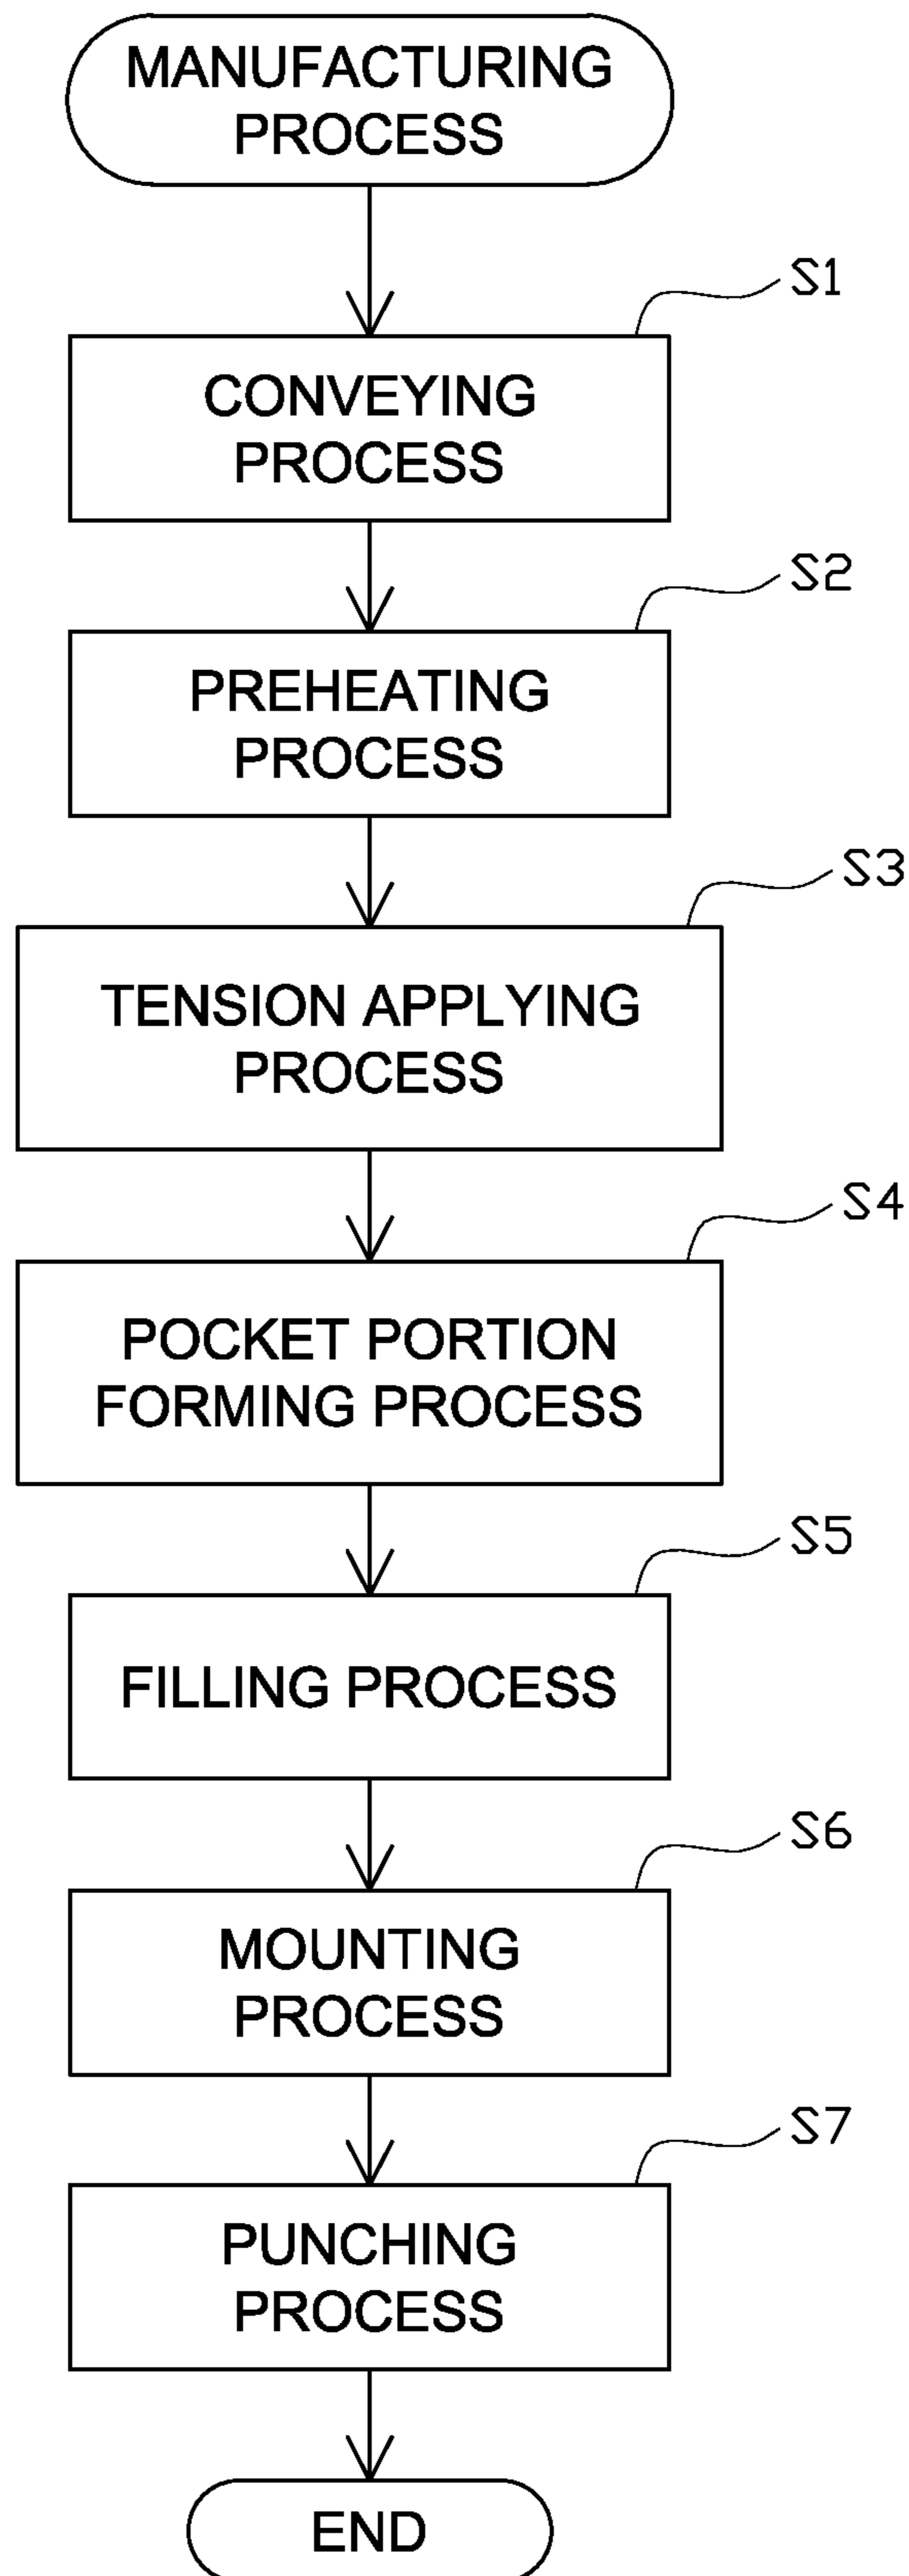 MANUFACTURING
PROCESS
S1
CONVEYING
PROCESS
S2
PREHEATING
PROCESS
S3
TENSION APPLYING
PROCESS
S4
POCKET PORTION
FORMING PROCESS
S5
FILLING PROCESS
S6
MOUNTING
PROCESS
S7
PUNCHING
PROCESS
END